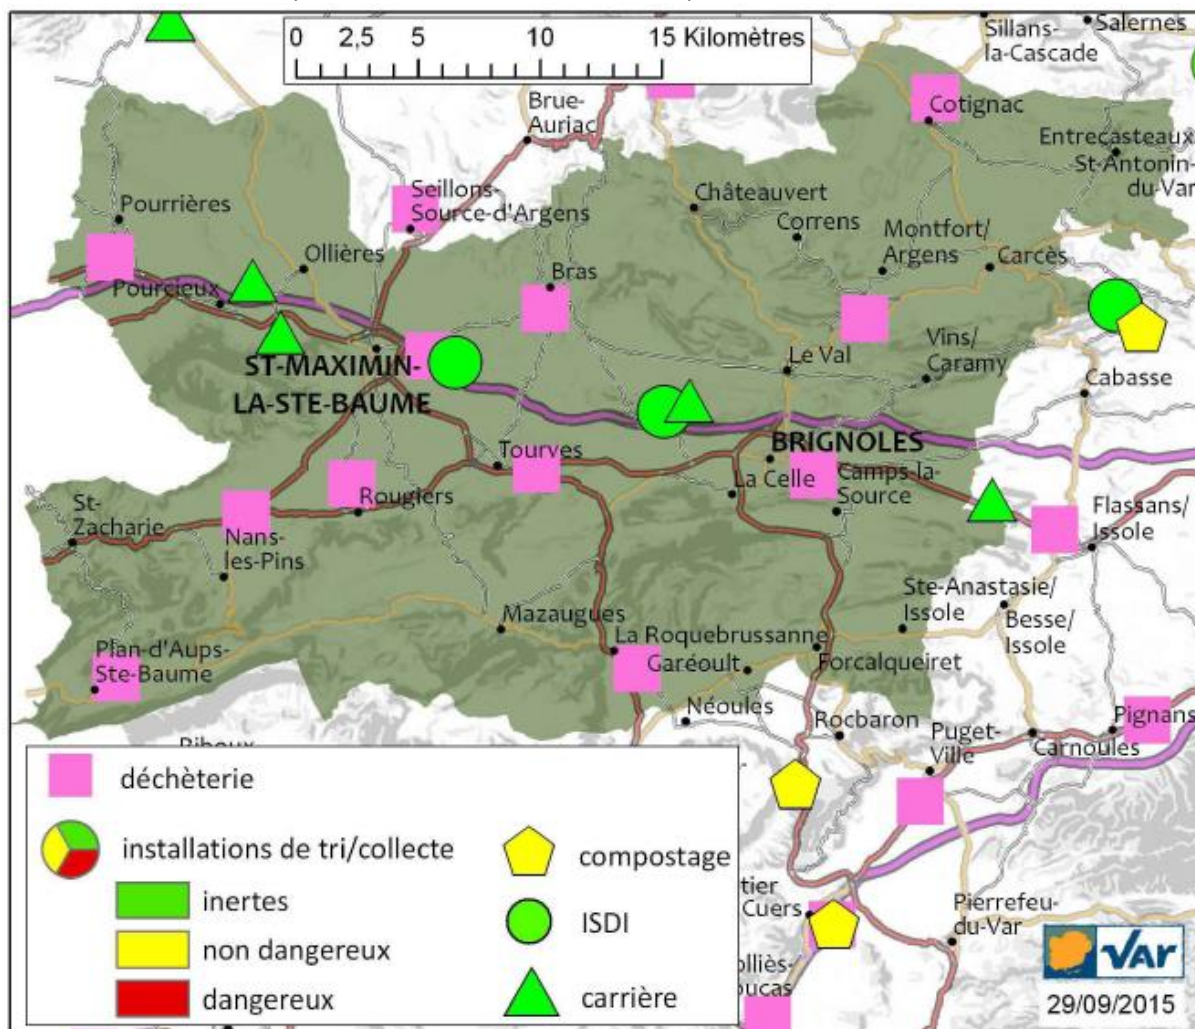 0 2,5 5 10 15 Kilomètres
Salernes
Sillans-
la-Cascade
Brue-
Auriac
Cotignac
Entrecasteaux
St-Antonin-
du-Var
Seillons-
Source-d'Argens
Châteauvert
Pourrières
Correns
Montfort/
Argens
Ollières
Bras
Carcès
Pourcieux
Le Val
Vins/
Caramy
ST-MAXIMIN-
LA-STE-BAUME
Cabasse
BRIGNOLES
Tourves
Camps-la-
Source
La Celle
Rougiers
St-
Zacharie
Flassans/
Issole
Nans-
les-Pins
Ste-Anastasie/
Issole
Besse/
Issole
Mazaugues
La Roquebrussanne
Plan-d'Aups-
Ste-Baume
Garéoult
Forcalqueiret
Néoules
Rocbaron
Pignans
Puget-
Ville
Carnoules
déchèterie
installations de tri/collecte
inertes
non dangereux
dangereux
compostage
ISDI
carrière
Cuers
Pierrefeu-
du-Var
VAR
29/09/2015